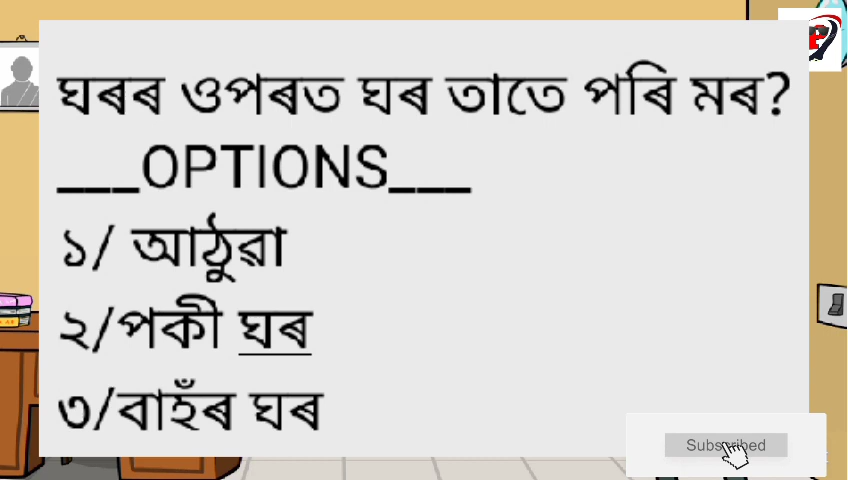 ঘৰৰ ওপৰত ঘৰ তাতে পৰি মৰ?
___OPTIONS___
১/ আঠুৱা
২/পকী ঘৰ
৩/বাহঁৰ ঘৰ
Subscribed